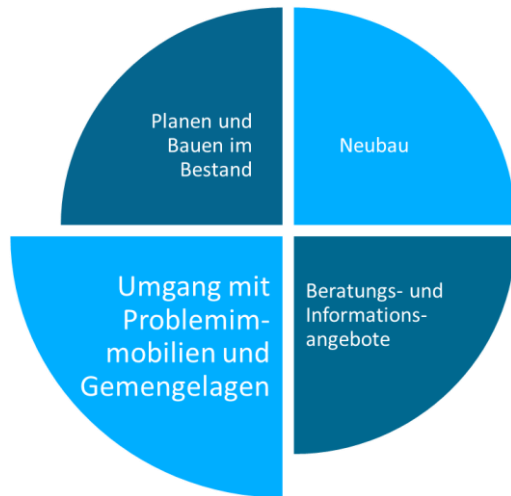 Planen und
Bauen im
Bestand
Neubau
Umgang mit
Problemim-
mobilien und
Gemengelagen
Beratungs- und
Informations-
angebote